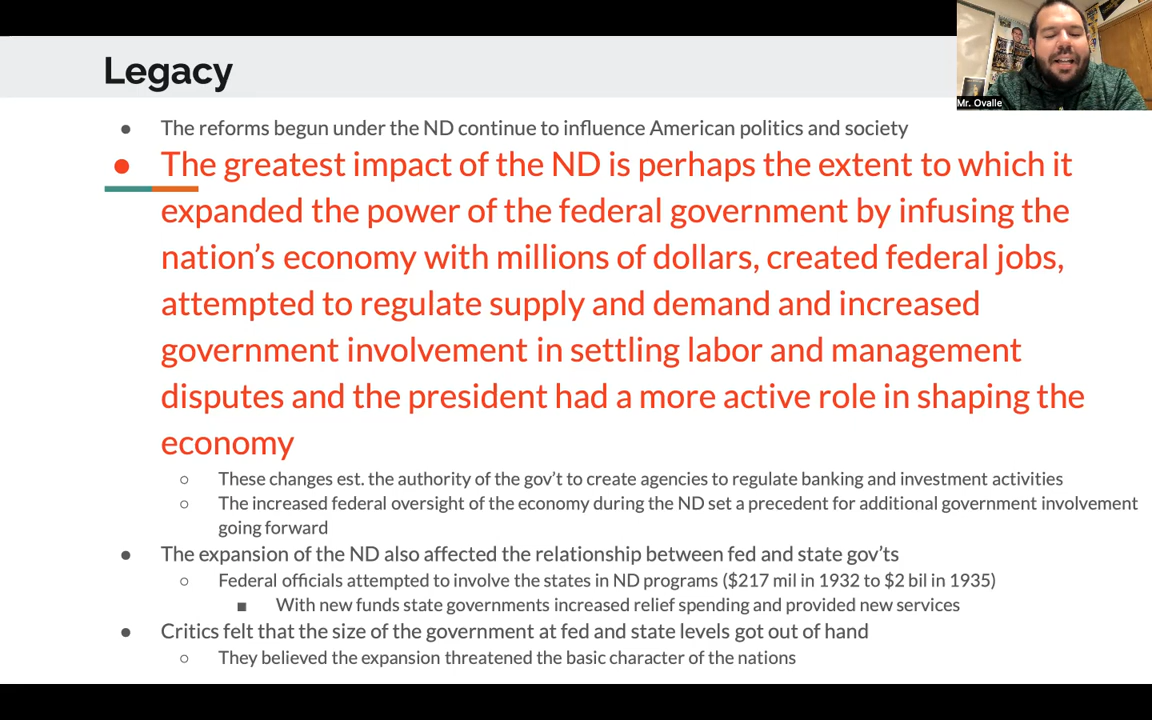 Legacy
Mr. Ovalle
● The reforms begun under the ND continue to influence American politics and society
● The greatest impact of the ND is perhaps the extent to which it
expanded the power of the federal government by infusing the
nation's economy with millions of dollars, created federal jobs,
attempted to regulate supply and demand and increased
government involvement in settling labor and management
disputes and the president had a more active role in shaping the
economy
○ These changes est. the authority of the gov't to create agencies to regulate banking and investment activities
○ The increased federal oversight of the economy during the ND set a precedent for additional government involvement
going forward
● The expansion of the ND also affected the relationship between fed and state gov'ts
○ Federal officials attempted to involve the states in ND programs ($217 mil in 1932 to $2 bil in 1935)
■ With new funds state governments increased relief spending and provided new services
● Critics felt that the size of the government at fed and state levels got out of hand
○ They believed the expansion threatened the basic character of the nations